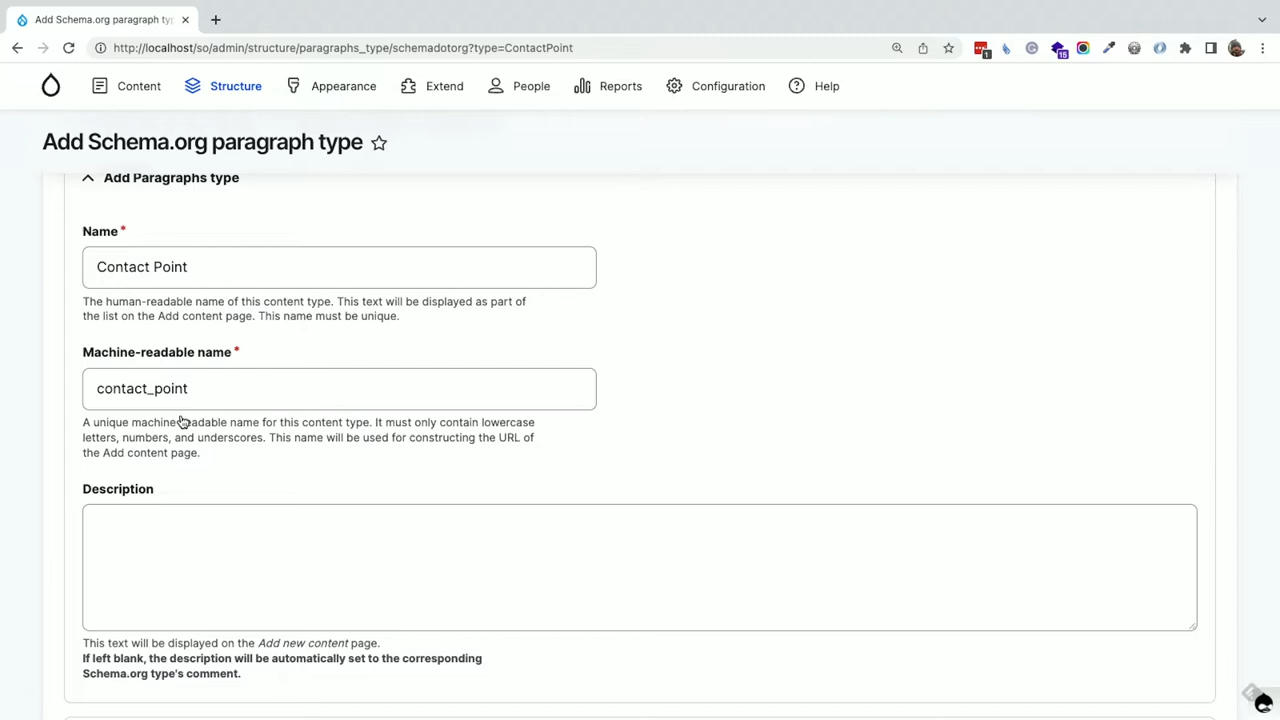 Add Schema.org paragraph typ
http://localhost/so/admin/structure/paragraphs_type/schemadotorg?type=ContactPoint
1
15
Content
Structure
Appearance
Extend
People
Reports
Configuration
Help
Add Schema.org paragraph type
Add Paragraphs type
Name*
Contact Point
The human-readable name of this content type. This text will be displayed as part of
the list on the Add content page. This name must be unique.
Machine-readable name*
contact_point
A unique machine-readable name for this content type. It must only contain lowercase
letters, numbers, and underscores. This name will be used for constructing the URL of
the Add content page.
Description
This text will be displayed on the Add new content page.
If left blank, the description will be automatically set to the corresponding
Schema.org type's comment.